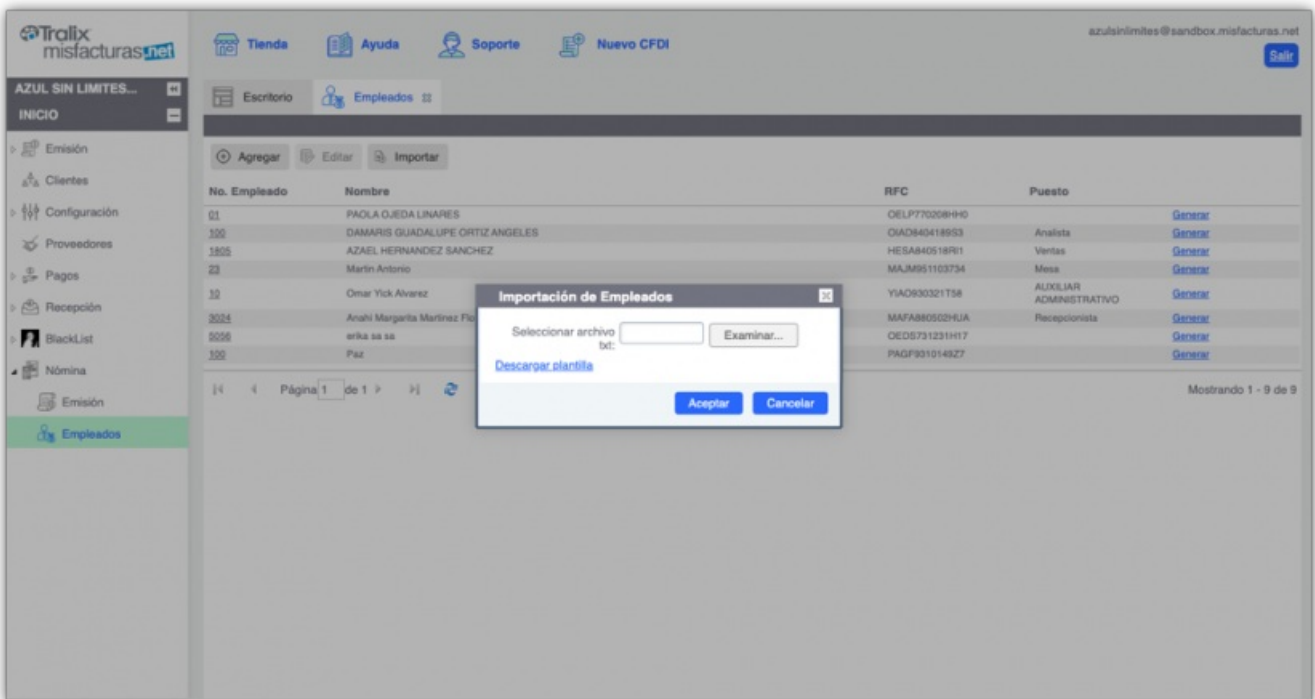 Tralix
misfacturas.net
Tienda
Ayuda
Soporte
Nuevo CFDI
azulsinlimites@sandbox.misfacturas.net
Salir
AZUL SIN LIMITES...
INICIO
Emisión
Clientes
Configuración
Proveedores
Pagos
Recepción
BlackList
Nómina
Emisión
Empleados
Escritorio
Empleados
Agregar
Editar
Importar
No. Empleado Nombre RFC Puesto
01 PAOLA OJEDA LINARES OELP770208HH0 Generar
100 DAMARIS GUADALUPE ORTIZ ANGELES OIAD8404189S3 Analista Generar
1805 AZAEL HERNANDEZ SANCHEZ HESA840518RI1 Ventas Generar
23 Martin Antonio MAJM951103734 Mesa Generar
10 Omar Yick Alvarez YIAO930321T58 AUXILIAR ADMINISTRATIVO Generar
3024 Anahi Margarita Martinez Flo MAFA880502HUA Recepcionista Generar
5056 erika sa sa OEDS731231H17 Generar
100 Paz PAGF9310149Z7 Generar
Página 1 de 1
Mostrando 1 - 9 de 9
Importación de Empleados
Seleccionar archivo
txt:
Examinar...
Descargar plantilla
Aceptar
Cancelar